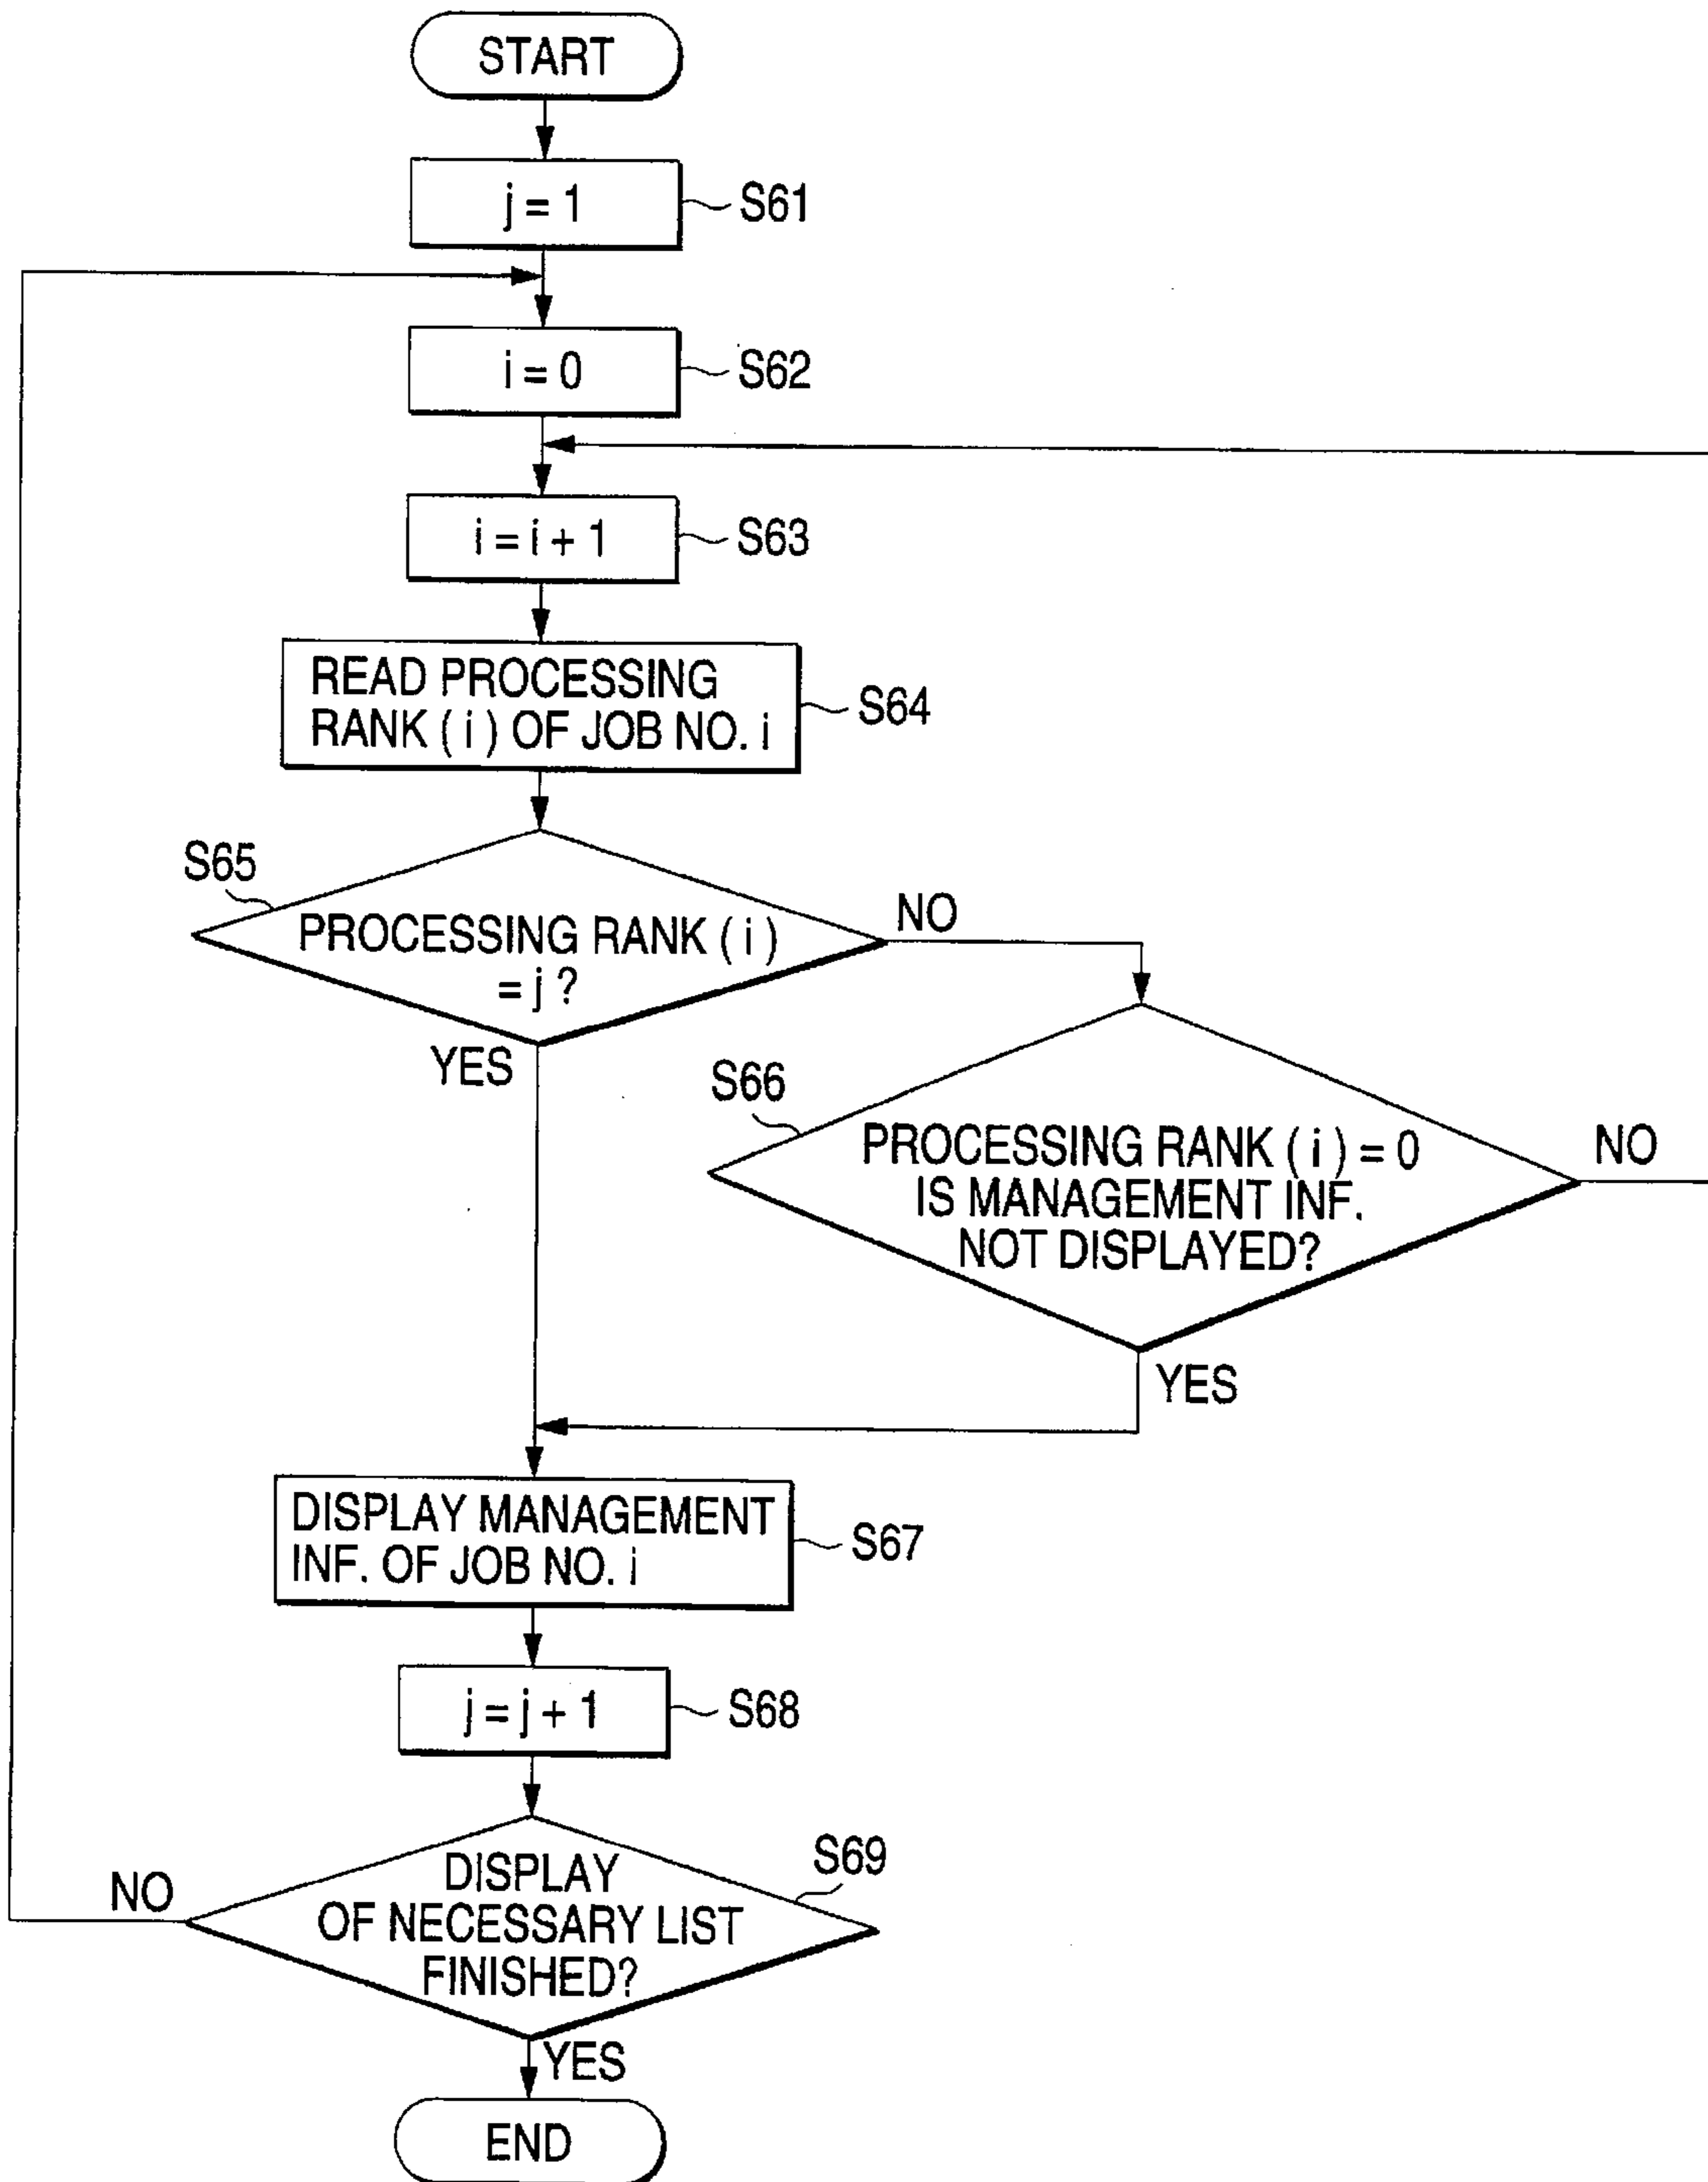 START
j = 1
S61
i = 0
S62
i = i + 1
S63
READ PROCESSING
RANK ( i ) OF JOB NO. i
S64
S65
PROCESSING RANK ( i )
= j ?
NO
YES
S66
PROCESSING RANK ( i ) = 0
IS MANAGEMENT INF.
NOT DISPLAYED?
NO
YES
DISPLAY MANAGEMENT
INF. OF JOB NO. i
S67
j = j + 1
S68
S69
DISPLAY
OF NECESSARY LIST
FINISHED?
NO
YES
END